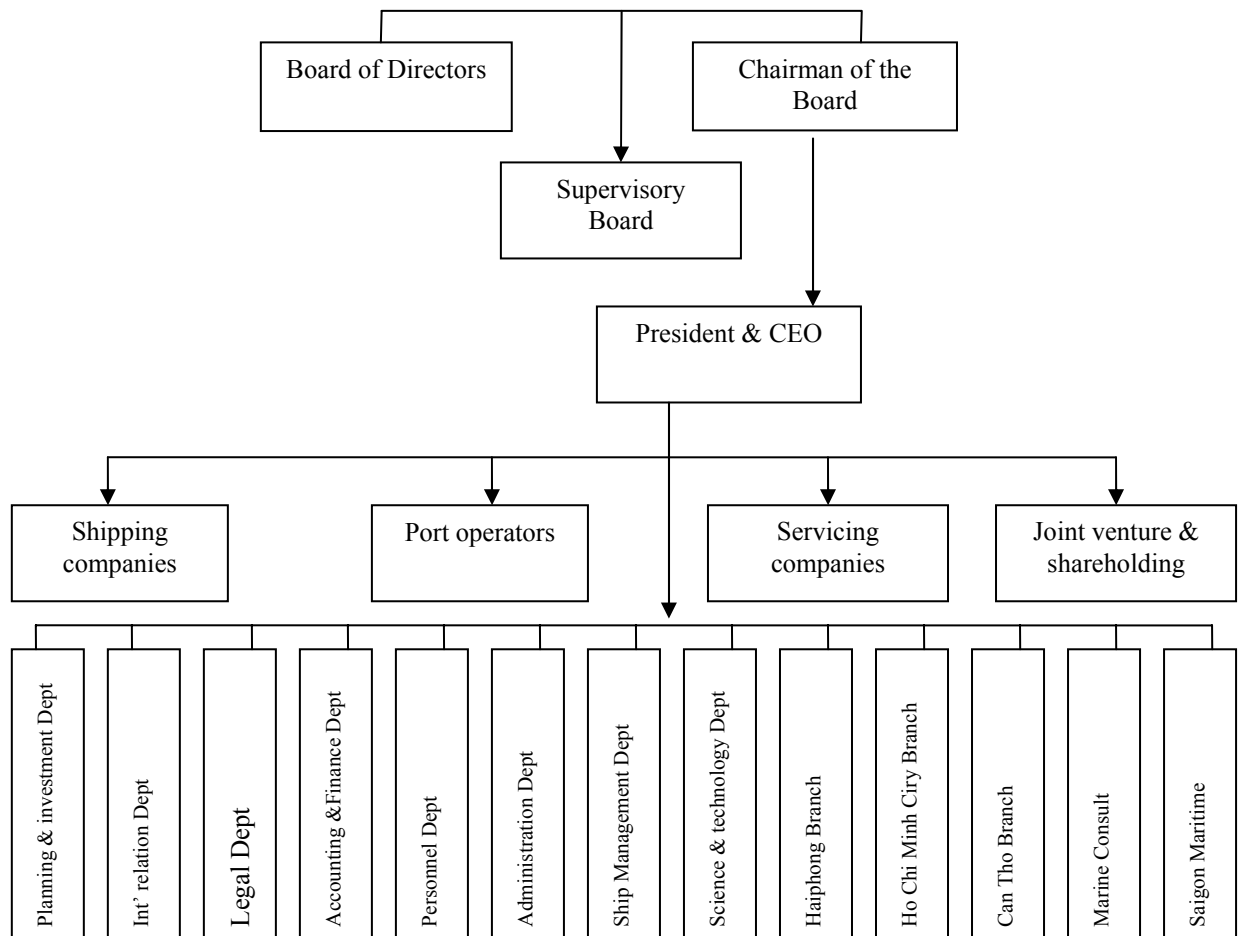 Board of Directors
Chairman of the
Board
Supervisory
Board
President & CEO
Shipping
companies
Port operators
Servicing
companies
Joint venture &
shareholding
Planning & investment Dept
Int’ relation Dept
Legal Dept
Accounting &Finance Dept
Personnel Dept
Administration Dept
Ship Management Dept
Science & technology Dept
Haiphong Branch
Ho Chi Minh Ciry Branch
Can Tho Branch
Marine Consult
Saigon Maritime